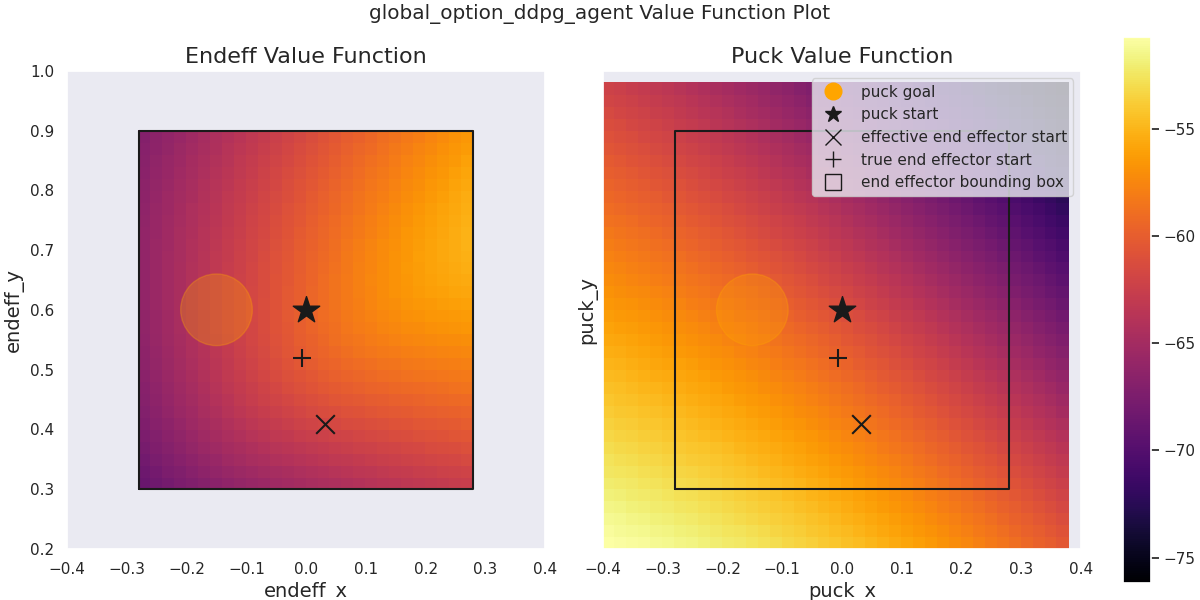 global_option_ddpg_agent Value Function Plot
Endeff Value Function
Puck Value Function
puck goal
puck start
effective end effector start
true end effector start
end effector bounding box
1.0
0.9
0.8
0.7
0.6
0.5
0.4
0.3
0.2
endeff_y
−0.4 −0.3 −0.2 −0.1 0.0 0.1 0.2 0.3 0.4
endeff_x
puck_y
−0.4 −0.3 −0.2 −0.1 0.0 0.1 0.2 0.3 0.4
puck_x
−55
−60
−65
−70
−75